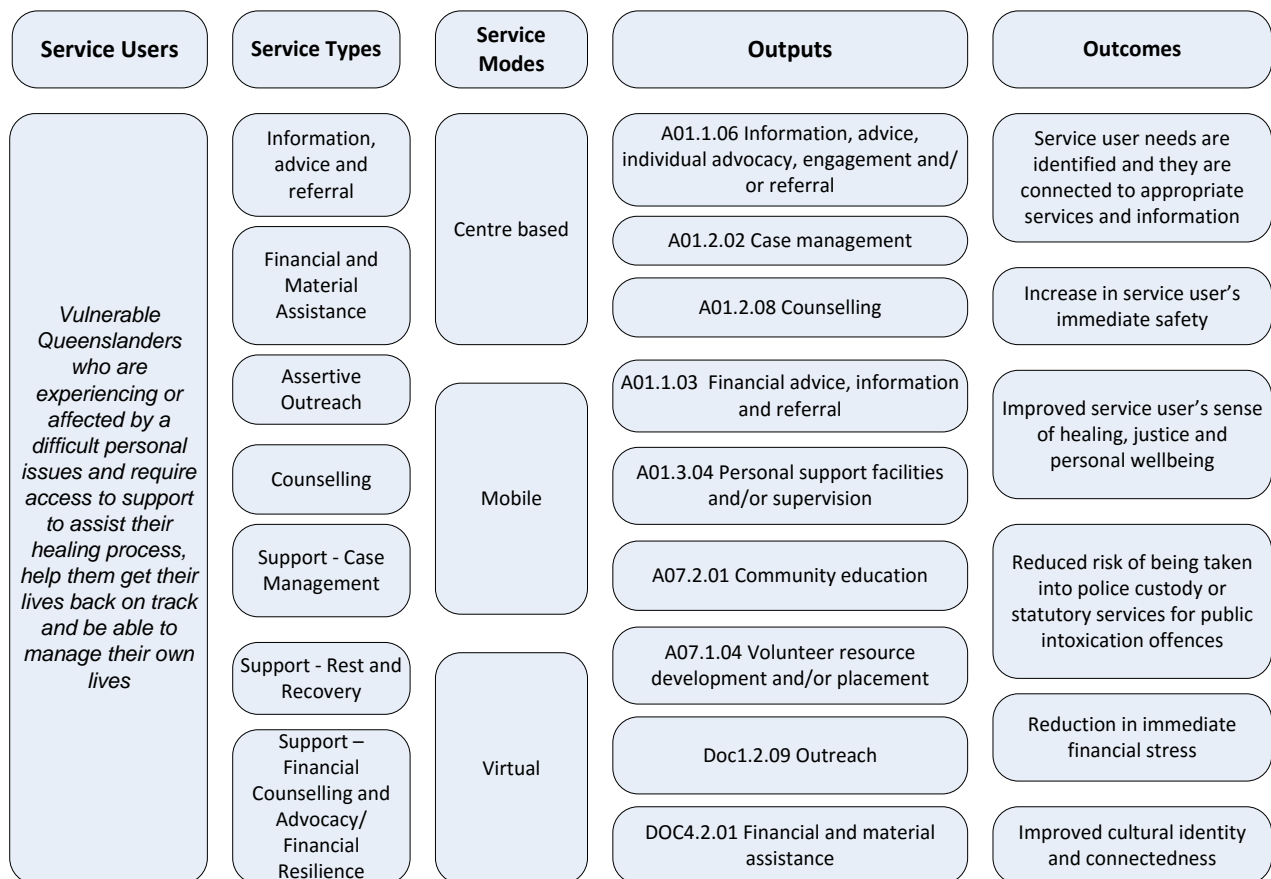 Service Users
Service Types
Service
Modes
Outputs
Outcomes
Vulnerable
Queenslanders
who are
experiencing or
affected by a
difficult personal
issues and require
access to support
to assist their
healing process,
help them get their
lives back on track
and be able to
manage their own
lives
Information,
advice and
referral
Financial and
Material
Assistance
Assertive
Outreach
Counselling
Support - Case
Management
Support - Rest and
Recovery
Support –
Financial
Counselling and
Advocacy/
Financial
Resilience
Centre based
Mobile
Virtual
A01.1.06 Information, advice,
individual advocacy, engagement and/
or referral
A01.2.02 Case management
A01.2.08 Counselling
A01.1.03 Financial advice, information
and referral
A01.3.04 Personal support facilities
and/or supervision
A07.2.01 Community education
A07.1.04 Volunteer resource
development and/or placement
Doc1.2.09 Outreach
DOC4.2.01 Financial and material
assistance
Service user needs are
identified and they are
connected to appropriate
services and information
Increase in service user’s
immediate safety
Improved service user’s sense
of healing, justice and
personal wellbeing
Reduced risk of being taken
into police custody or
statutory services for public
intoxication offences
Reduction in immediate
financial stress
Improved cultural identity
and connectedness